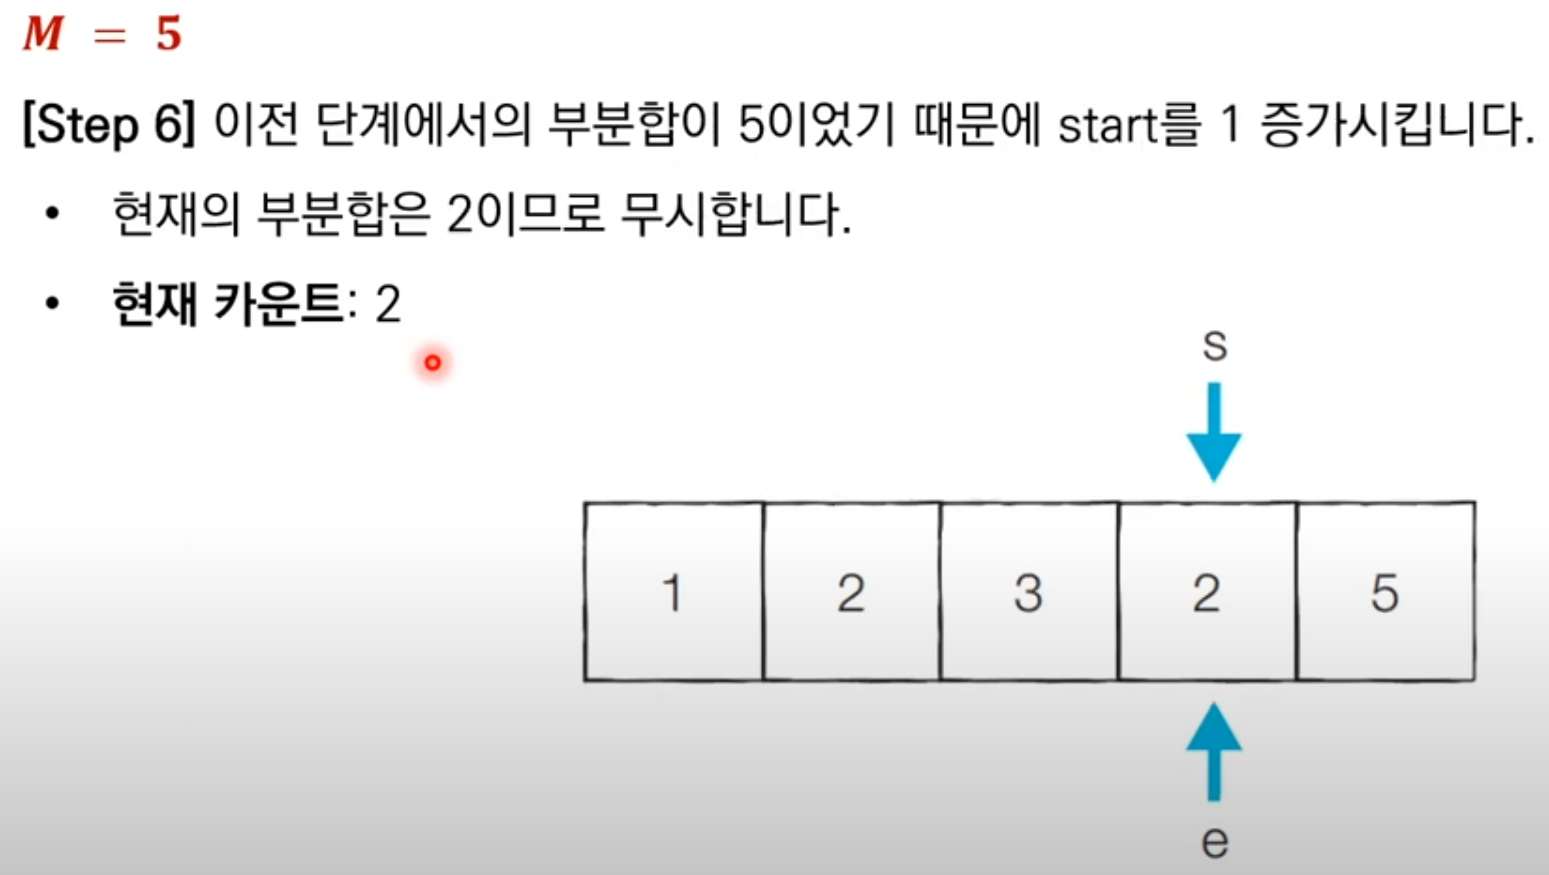 M = 5
[Step 6] 이전 단계에서의 부분합이 5이었기 때문에 start를 1 증가시킵니다.
• 현재의 부분합은 2이므로 무시합니다.
• 현재 카운트: 2
s
1 2 3 2 5
e